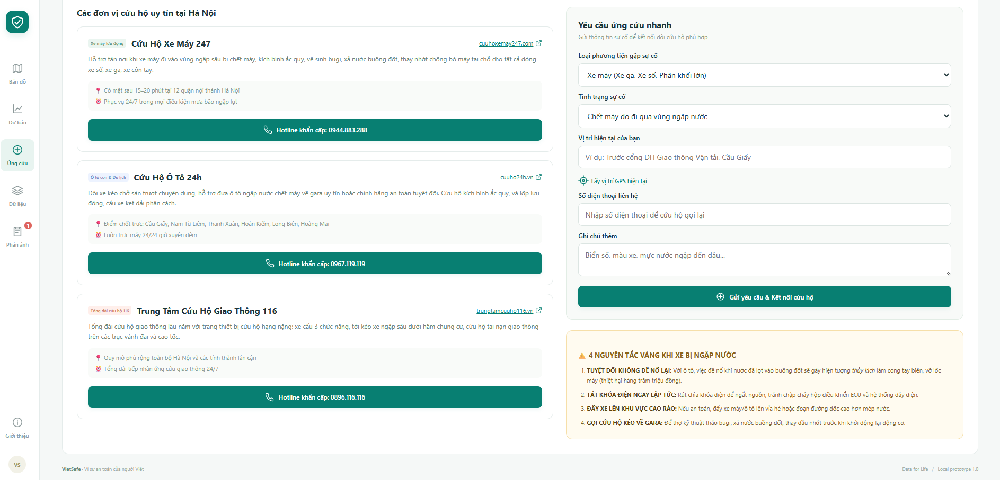 Bản đồ
Dự báo
Ứng cứu
Dữ liệu
1
Phản ánh
Giới thiệu
VS
Các đơn vị cứu hộ uy tín tại Hà Nội
Xe máy lưu động
Cứu Hộ Xe Máy 247
cuuhoxemay247.com
Hỗ trợ tận nơi khi xe máy đi vào vùng ngập sâu bị chết máy, kích bình ắc quy, vệ sinh bugi, xả nước buồng đốt, thay nhớt chống bó máy tại chỗ cho tất cả dòng
xe số, xe ga, xe côn tay.
Có mặt sau 15–20 phút tại 12 quận nội thành Hà Nội
Phục vụ 24/7 trong mọi điều kiện mưa bão ngập lụt
Hotline khẩn cấp: 0944.883.288
Ô tô con & Du lịch
Cứu Hộ Ô Tô 24h
cuuho24h.vn
Đội xe kéo chở sàn trượt chuyên dụng, hỗ trợ đưa ô tô ngập nước chết máy về gara uy tín hoặc chính hãng an toàn tuyệt đối. Cứu hộ kích bình ắc quy, vá lốp lưu
động, cẩu xe kẹt dải phân cách.
Điểm chốt trực: Cầu Giấy, Nam Từ Liêm, Thanh Xuân, Hoàn Kiếm, Long Biên, Hoàng Mai
Luôn trực máy 24/24 giờ xuyên đêm
Hotline khẩn cấp: 0967.119.119
Tổng đài cứu hộ 116
Trung Tâm Cứu Hộ Giao Thông 116
trungtamcuuho116.vn
Tổng đài cứu hộ giao thông lâu năm với trang thiết bị cứu hộ hạng nặng: xe cẩu 3 chức năng, tời kéo xe ngập sâu dưới hầm chung cư, cứu hộ tai nạn giao thông
trên các trục vành đai và cao tốc.
Quy mô phủ rộng toàn bộ Hà Nội và các tỉnh thành lân cận
Tổng đài tiếp nhận ứng cứu giao thông 24/7
Hotline khẩn cấp: 0896.116.116
Yêu cầu ứng cứu nhanh
Gửi thông tin sự cố để kết nối đội cứu hộ phù hợp
Loại phương tiện gặp sự cố
Xe máy (Xe ga, Xe số, Phân khối lớn)
Tình trạng sự cố
Chết máy do đi qua vùng ngập nước
Vị trí hiện tại của bạn
Ví dụ: Trước cổng ĐH Giao thông Vận tải, Cầu Giấy
Lấy vị trí GPS hiện tại
Số điện thoại liên hệ
Nhập số điện thoại để cứu hộ gọi lại
Ghi chú thêm
Biển số, màu xe, mực nước ngập đến đâu...
Gửi yêu cầu & Kết nối cứu hộ
4 NGUYÊN TẮC VÀNG KHI XE BỊ NGẬP NƯỚC
1. TUYỆT ĐỐI KHÔNG ĐỀ NỔ LẠI: Với ô tô, việc đề nổ khi nước đã lọt vào buồng đốt sẽ gây hiện tượng thủy kích làm cong tay biên, vỡ lốc
máy (thiệt hại hàng trăm triệu đồng).
2. TẮT KHÓA ĐIỆN NGAY LẬP TỨC: Rút chìa khóa điện để ngắt nguồn, tránh chập cháy hộp điều khiển ECU và hệ thống dây điện.
3. ĐẨY XE LÊN KHU VỰC CAO RÁO: Nếu an toàn, đẩy xe máy/ô tô lên vỉa hè hoặc đoạn đường dốc cao hơn mép nước.
4. GỌI CỨU HỘ KÉO VỀ GARA: Để thợ kỹ thuật tháo bugi, xả nước buồng đốt, thay dầu nhớt trước khi khởi động lại động cơ.
VietSafe · Vì sự an toàn của người Việt
Data for Life / Local prototype 1.0